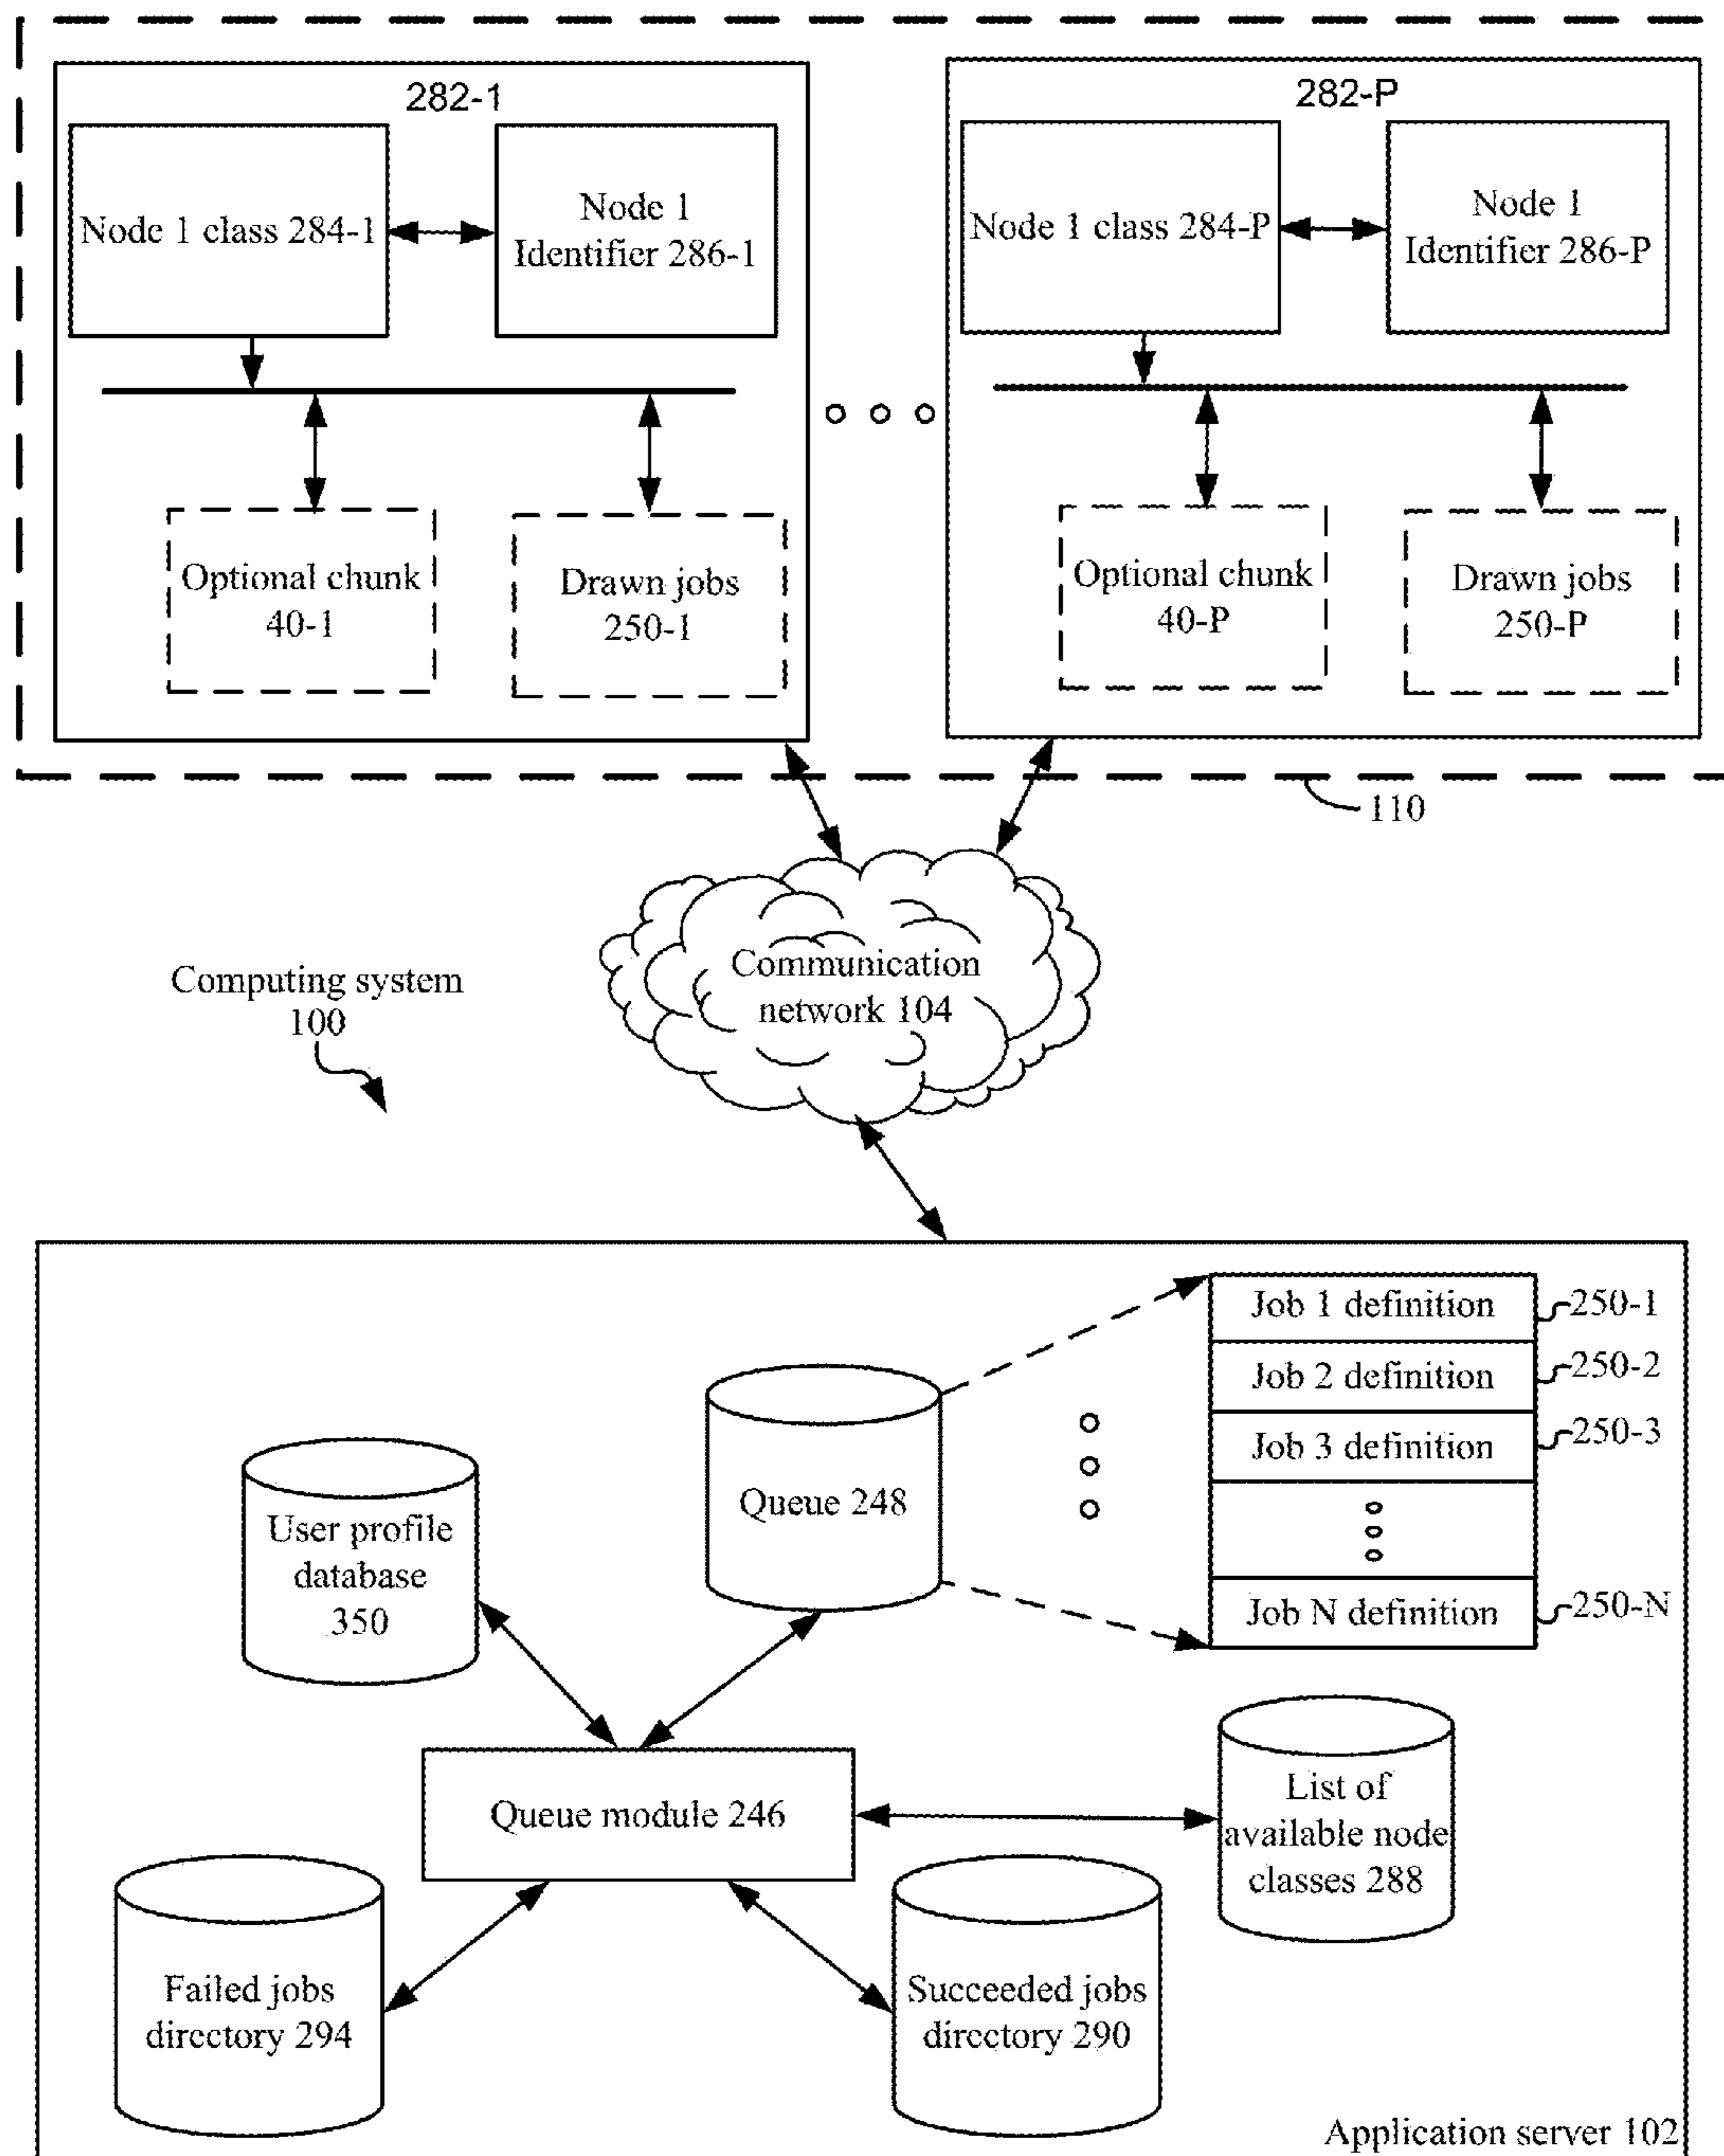 282-1
Node 1 class 284-1
Node 1
Identifier 286-1
Optional chunk
40-1
Drawn jobs
250-1
282-P
Node 1 class 284-P
Node 1
Identifier 286-P
Optional chunk
40-P
Drawn jobs
250-P
110
Communication
network 104
Computing system
100
Job 1 definition
250-1
Job 2 definition
250-2
Job 3 definition
250-3
Job N definition
250-N
Queue 248
User profile
database
350
Queue module 246
List of
available node
classes 288
Failed jobs
directory 294
Succeeded jobs
directory 290
Application server 102